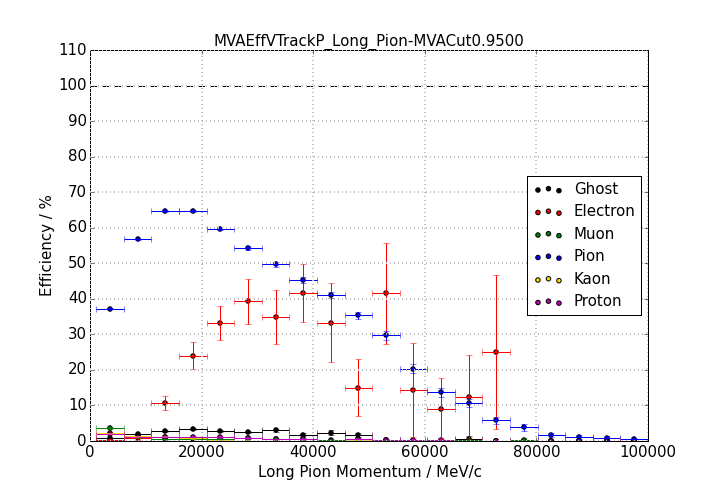 MVAEffVTrackP_Long_Pion-MVACut0.9500
110
100
90
80
70
60
50
40
30
20
10
0
Efficiency / %
Ghost
Electron
Muon
Pion
Kaon
Proton
0 20000 40000 60000 80000 100000
Long Pion Momentum / MeV/c